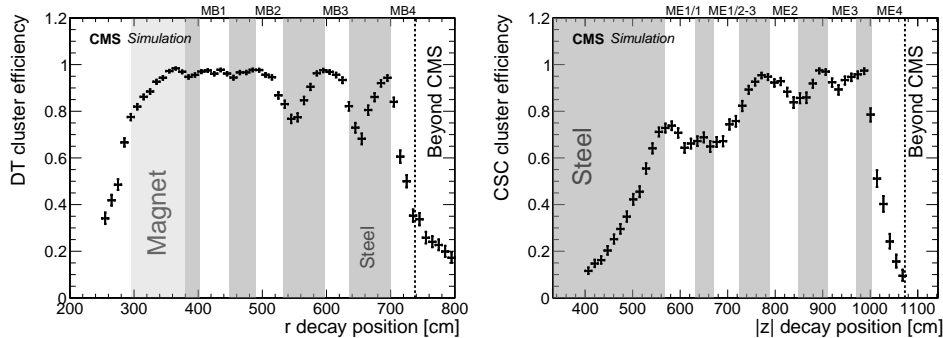 MB1 MB2 MB3 MB4
CMS Simulation
DT cluster efficiency
1.2
1
0.8
0.6
0.4
0.2
0
Magnet
Steel
Beyond CMS
200 300 400 500 600 700 800
r decay position [cm]
ME1/1 ME1/2-3 ME2 ME3 ME4
CMS Simulation
CSC cluster efficiency
1.2
1
0.8
0.6
0.4
0.2
0
Steel
Beyond CMS
400 500 600 700 800 900 1000 1100
|z| decay position [cm]